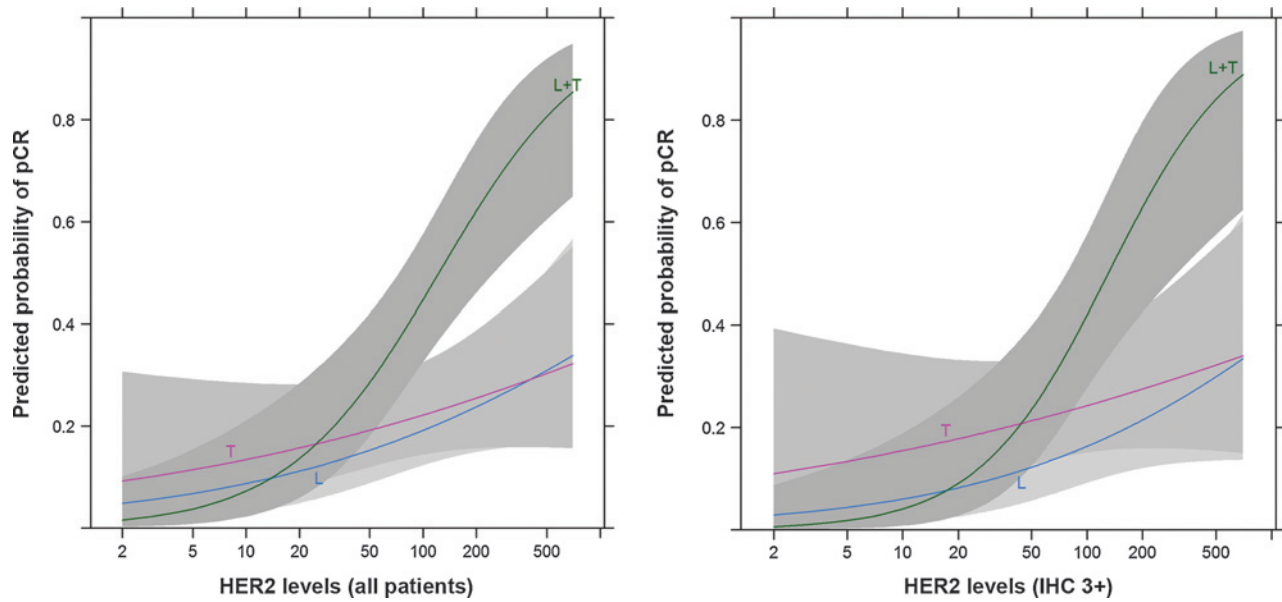 Predicted probability of pCR
0.8
0.6
0.4
0.2
L+T
T
L
2 5 10 20 50 100 200 500
HER2 levels (all patients)
Predicted probability of pCR
0.8
0.6
0.4
0.2
L+T
T
L
2 5 10 20 50 100 200 500
HER2 levels (IHC 3+)